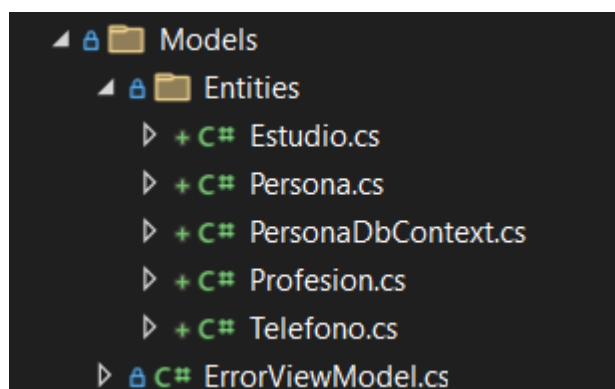 Models
Entities
+ C# Estudio.cs
+ C# Persona.cs
+ C# PersonaDbContext.cs
+ C# Profesion.cs
+ C# Telefono.cs
C# ErrorViewModel.cs